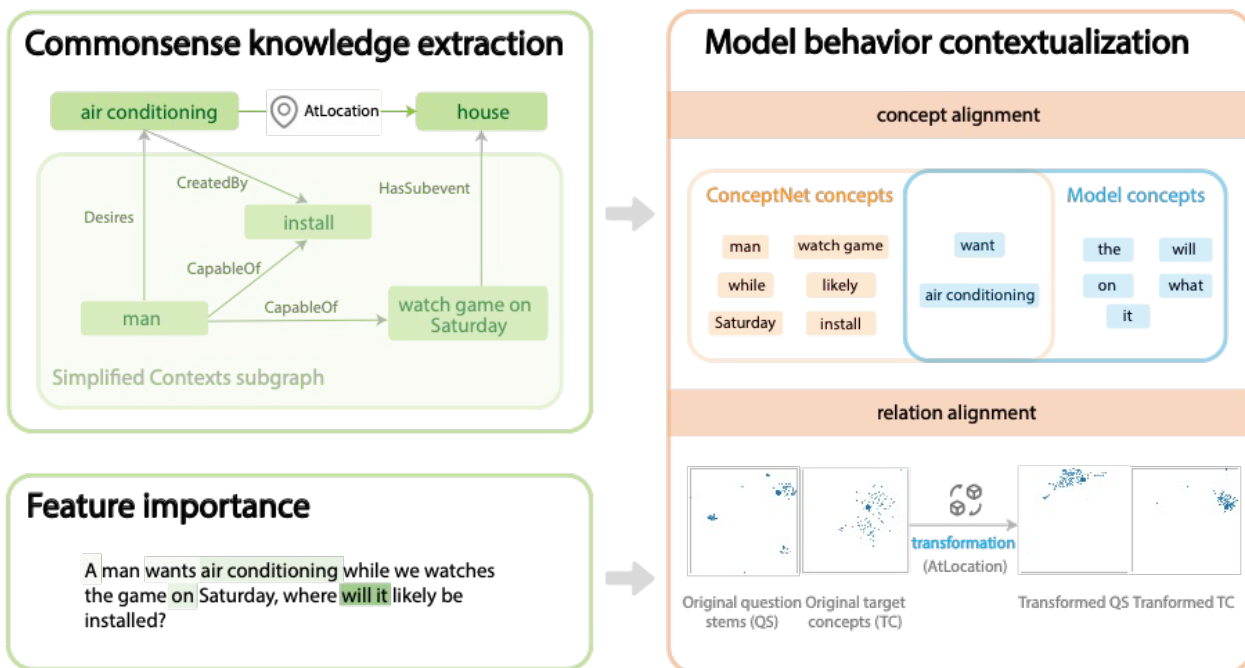 Commonsense knowledge extraction
air conditioning
AtLocation
house
CreatedBy
HasSubevent
Desires
install
CapableOf
CapableOf
man
watch game on
Saturday
Simplified Contexts subgraph
Feature importance
A man wants air conditioning while we watches
the game on Saturday, where will it likely be
installed?
Model behavior contextualization
concept alignment
ConceptNet concepts
Model concepts
man
watch game
want
the
will
while
likely
air conditioning
on
what
Saturday
install
it
relation alignment
transformation
(AtLocation)
Original question
stems (QS)
Original target
concepts (TC)
Transformed QS
Tranformed TC